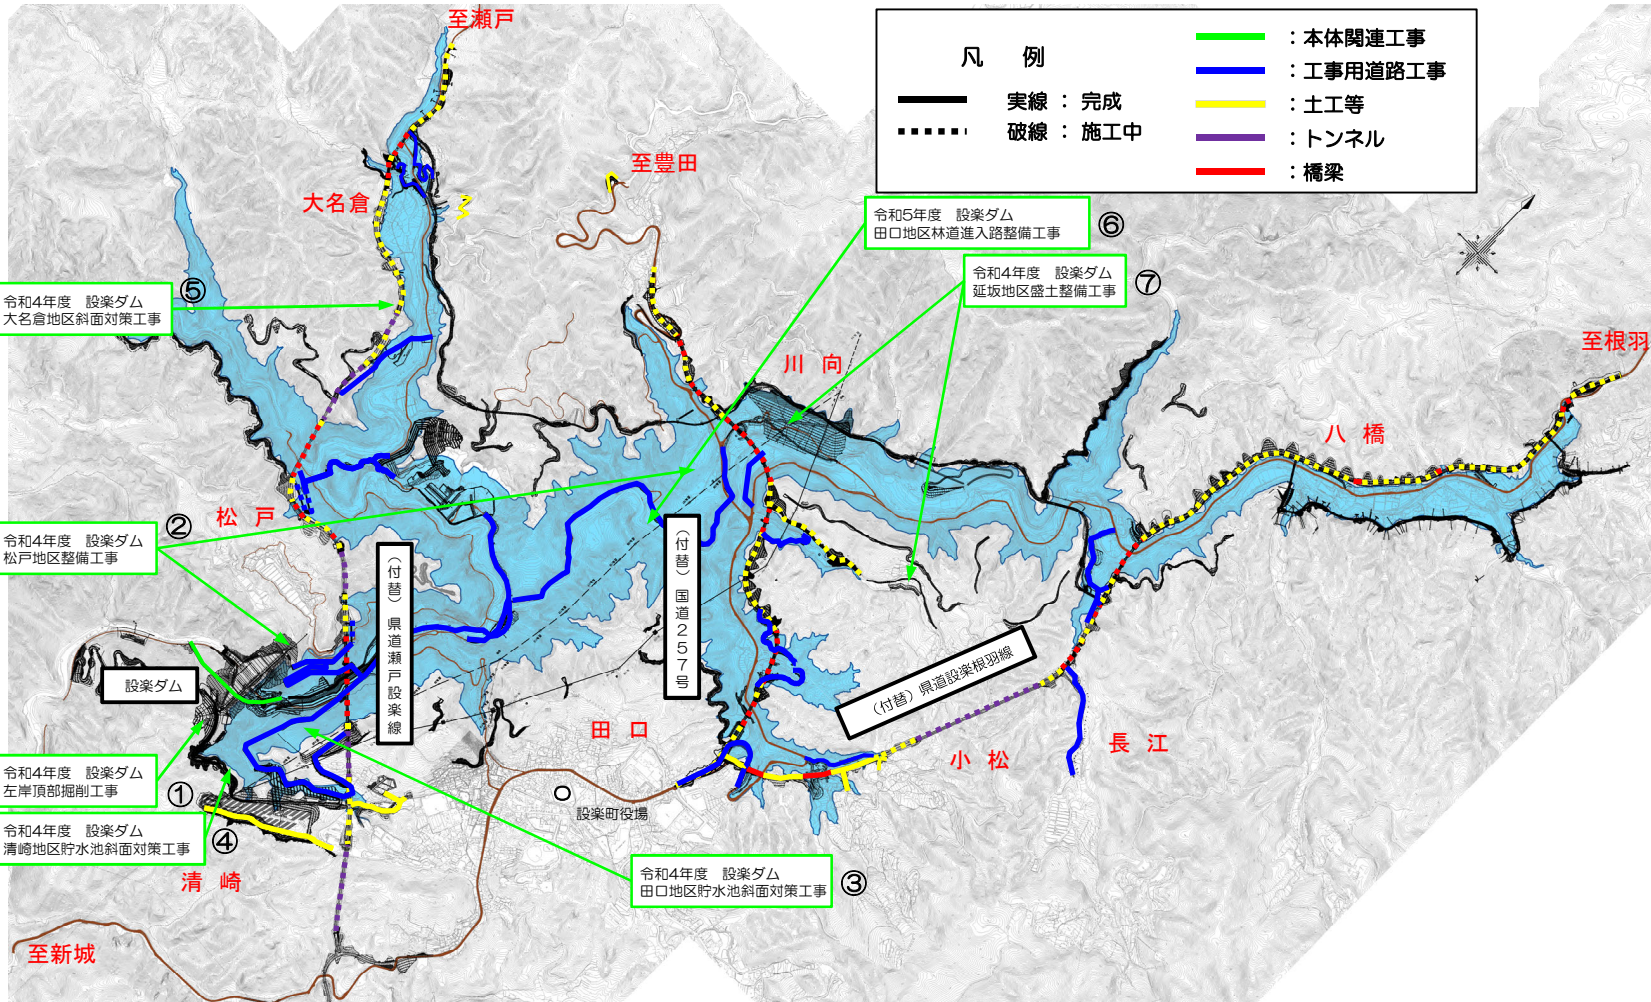 至瀬戸
凡 例
実線 : 完成
破線 : 施工中
: 本体関連工事
: 工事用道路工事
: 土工等
: トンネル
: 橋梁
至豊田
大名倉
令和5年度 設楽ダム
田口地区林道進入路整備工事
⑥
令和4年度 設楽ダム
延坂地区盛土整備工事
⑦
令和4年度 設楽ダム
大名倉地区斜面対策工事
⑤
川 向
至根羽
八 橋
松 戸
令和4年度 設楽ダム
松戸地区整備工事
②
(付替) 県道瀬戸設楽線
(付替) 国道257号
(付替) 県道設楽根羽線
設楽ダム
田 口
小 松
長 江
令和4年度 設楽ダム
左岸頂部掘削工事
①
設楽町役場
令和4年度 設楽ダム
清崎地区貯水池斜面対策工事
④
令和4年度 設楽ダム
田口地区貯水池斜面対策工事
③
清 崎
至新城